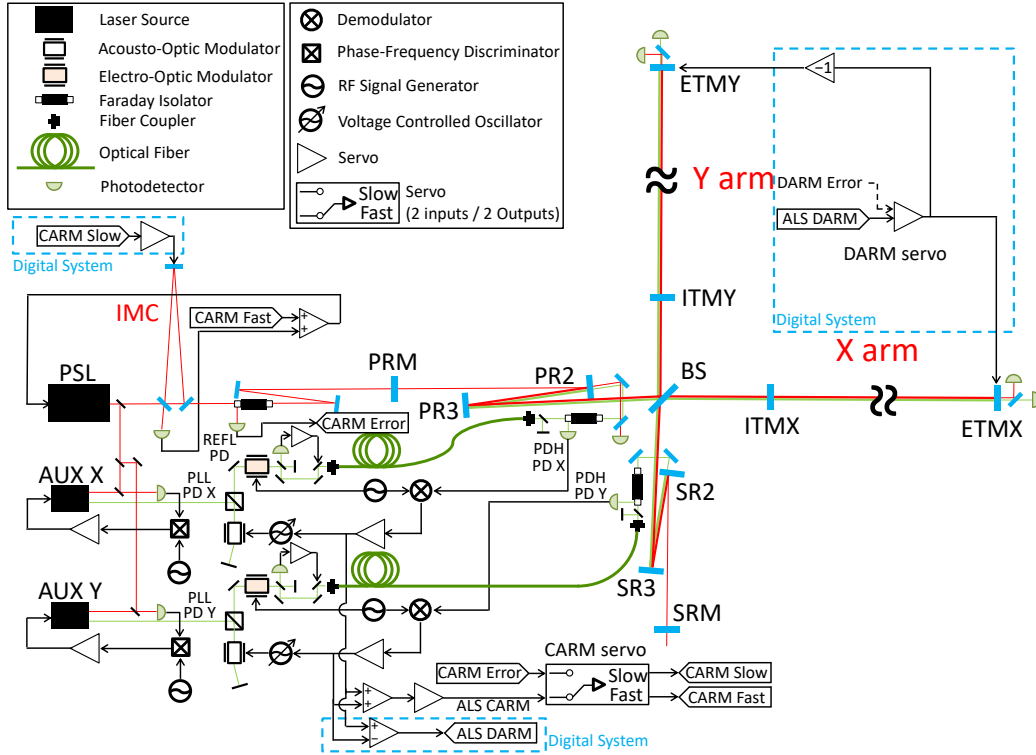 Laser Source
Acousto-Optic Modulator
Electro-Optic Modulator
Faraday Isolator
Fiber Coupler
Optical Fiber
Photodetector
Demodulator
Phase-Frequency Discriminator
RF Signal Generator
Voltage Controlled Oscillator
Servo
Slow
Fast
Servo
(2 inputs / 2 Outputs)
ETMY
−1
Y arm
DARM Error
ALS DARM
DARM servo
Digital System
CARM Slow
Digital System
IMC
CARM Fast
+
+
ITMY
X arm
PSL
PRM
PR2
BS
PR3
ITMX
ETMX
REFL
PD
CARM Error
PDH
PD X
AUX X
PLL
PD X
PDH
PD Y
SR2
SR3
AUX Y
PLL
PD Y
SRM
CARM servo
CARM Error
Slow
Fast
CARM Slow
CARM Fast
+
+
ALS CARM
+
−
ALS DARM
Digital System